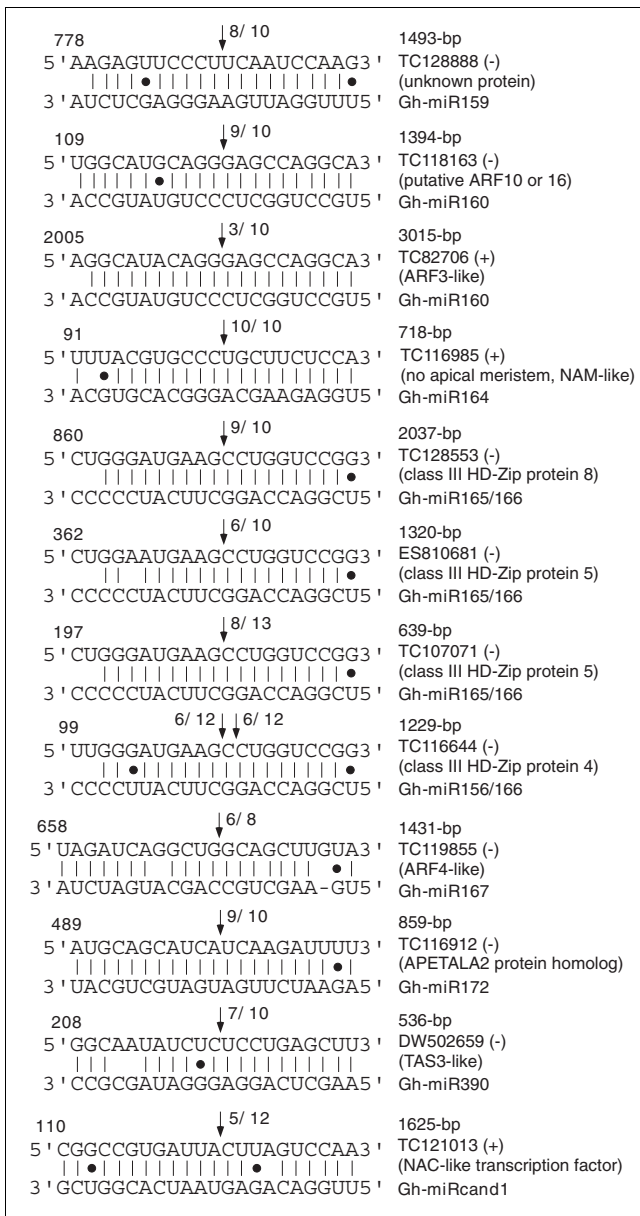 778 ↓8/ 10 1493-bp
5 'AAGAGUUCCCUUCAAUCCAAG3 ' TC128888 (-)
| | | | | ● | | | | | | | | | | | | | ● (unknown protein)
3 'AUCUCGAGGGAAGUUAGGUUU5 ' Gh-miR159
109 ↓9/ 10 1394-bp
5 'UGGCAUGCAGGGAGCCAGGCA3 ' TC118163 (-)
| | | | | | ● | | | | | | | | | | | | | | (putative ARF10 or 16)
3 'ACCGUAUGUCCCUCGGUCCGU5 ' Gh-miR160
2005 ↓3/ 10 3015-bp
5 'AGGCAUACAGGGAGCCAGGCA3 ' TC82706 (+)
| | | | | | | | | | | | | | | | | | | | (ARF3-like)
3 'ACCGUAUGUCCCUCGGUCCGU5 ' Gh-miR160
91 ↓10/ 10 718-bp
5 'UUUACGUGCCCUGCUUCUCCA3 ' TC116985 (+)
| ● | | | | | | | | | | | | | | | | | | (no apical meristem, NAM-like)
3 'ACGUGCACGGGACGAAGAGGU5 ' Gh-miR164
860 ↓9/ 10 2037-bp
5 'CUGGGAUGAAGCCUGGUCCGG3 ' TC128553 (-)
| | | | | | | | | | | | | | | | ● (class III HD-Zip protein 8)
3 'CCCCCUACUUCGGACCAGGCU5 ' Gh-miR165/166
362 ↓6/ 10 1320-bp
5 'CUGGAAUGAAGCCUGGUCCGG3 ' ES810681 (-)
| | | | | | | | | | | | | | | | ● (class III HD-Zip protein 5)
3 'CCCCCUACUUCGGACCAGGCU5 ' Gh-miR165/166
197 ↓8/ 13 639-bp
5 'CUGGGAUGAAGCCUGGUCCGG3 ' TC107071 (-)
| | | | | | | | | | | | | | | | | ● (class III HD-Zip protein 5)
3 'CCCCCUACUUCGGACCAGGCU5 ' Gh-miR165/166
99 6/ 12 ↓↓6/ 12 1229-bp
5 'UUGGGAUGAAGCCUGGUCCGG3 ' TC116644 (-)
| | ● | | | | | | | | | | | | | | | ● (class III HD-Zip protein 4)
3 'CCCCUUACUUCGGACCAGGCU5 ' Gh-miR156/166
658 ↓6/ 8 1431-bp
5 'UAGAUCAGGCUGGCAGCUUGUA3 ' TC119855 (-)
| | | | | | | | | | | | | | | | | ● | (ARF4-like)
3 'AUCUAGUACGACCGUCGAA-GU5 ' Gh-miR167
489 ↓9/ 10 859-bp
5 'AUGCAGCAUCAUCAAGAUUUU3 ' TC116912 (-)
| | | | | | | | | | | | | | | | | | ● | (APETALA2 protein homolog)
3 'UACGUCGUAGUAGUUCUAAGA5 ' Gh-miR172
208 ↓7/ 10 536-bp
5 'GGCAAUAUCUCUCCUGAGCUU3 ' DW502659 (-)
| | | | | | | ● | | | | | | | | | | | (TAS3-like)
3 'CCGCGAUAGGGAGGACUCGAA5 ' Gh-miR390
110 ↓5/ 12 1625-bp
5 'CGGCCGUGAUUACUUAGUCCAA3 ' TC121013 (+)
| | ● | | | | | | | | | | | ● | | | | | | (NAC-like transcription factor)
3 'GCUGGCACUAAUGAGACAGGUU5 ' Gh-miRcand1